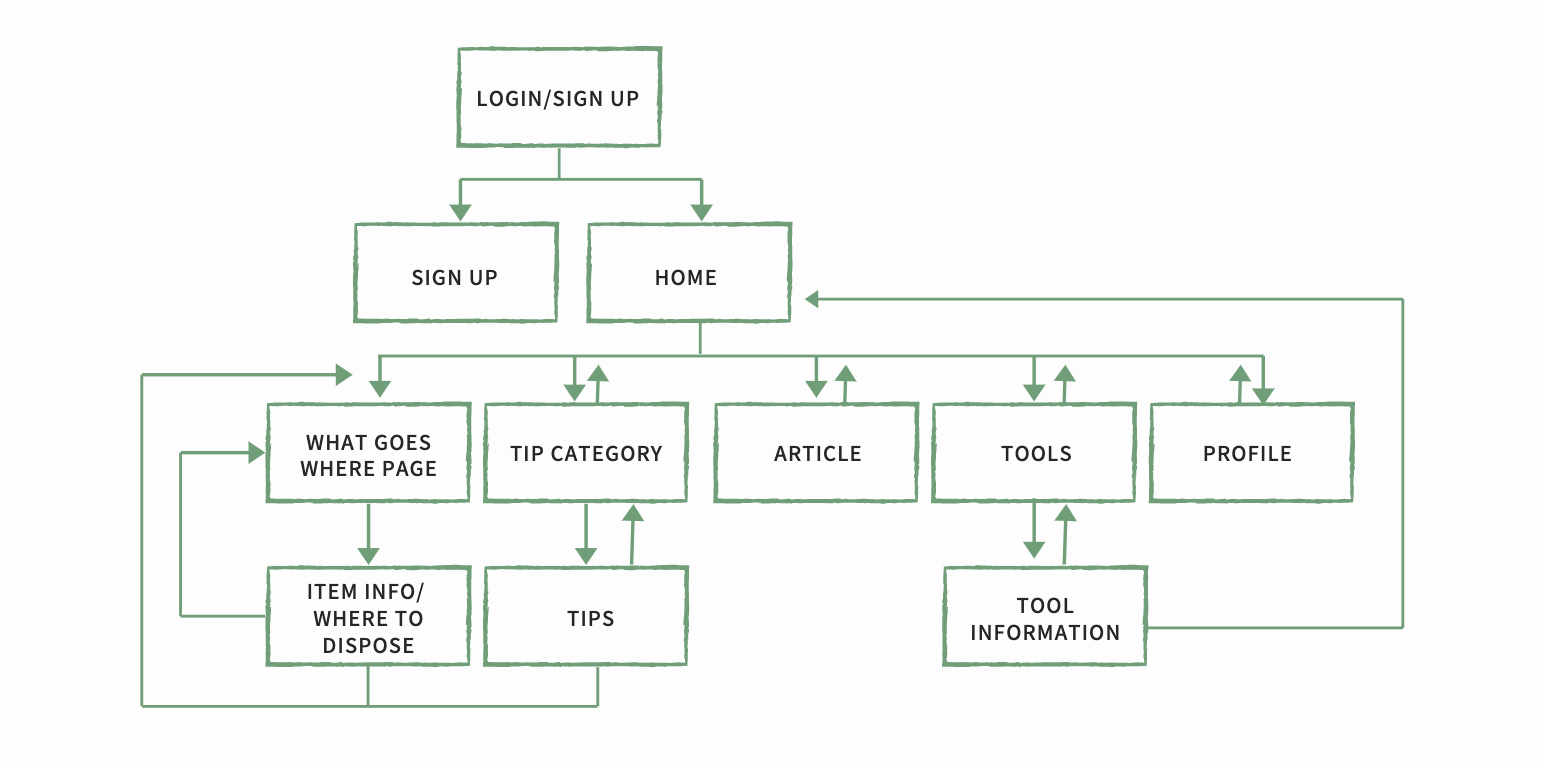 LOGIN/SIGN UP
SIGN UP
HOME
WHAT GOES
WHERE PAGE
TIP CATEGORY
ARTICLE
TOOLS
PROFILE
ITEM INFO/
WHERE TO
DISPOSE
TIPS
TOOL
INFORMATION